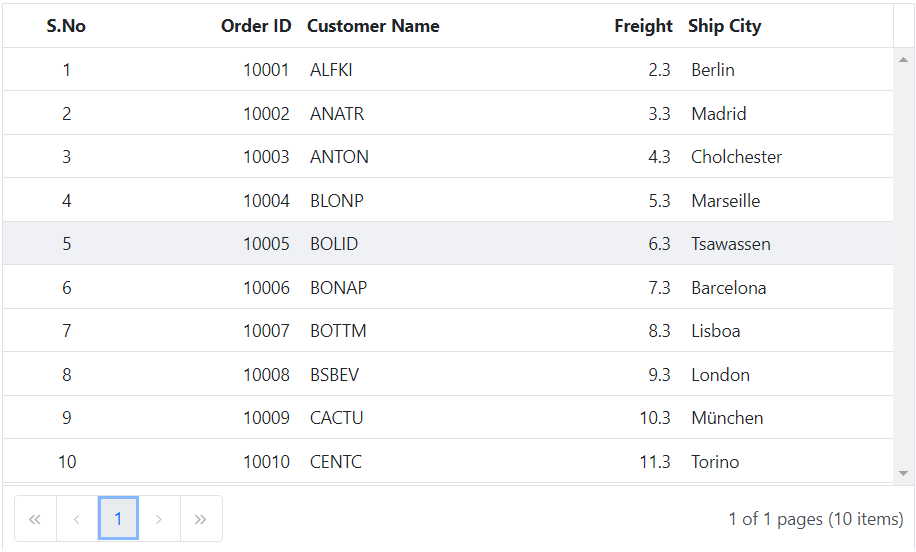 S.No Order ID Customer Name Freight Ship City
1 10001 ALFKI 2.3 Berlin
2 10002 ANATR 3.3 Madrid
3 10003 ANTON 4.3 Cholchester
4 10004 BLONP 5.3 Marseille
5 10005 BOLID 6.3 Tsawassen
6 10006 BONAP 7.3 Barcelona
7 10007 BOTTM 8.3 Lisboa
8 10008 BSBEV 9.3 London
9 10009 CACTU 10.3 München
10 10010 CENTC 11.3 Torino
« ‹ 1 › » 1 of 1 pages (10 items)